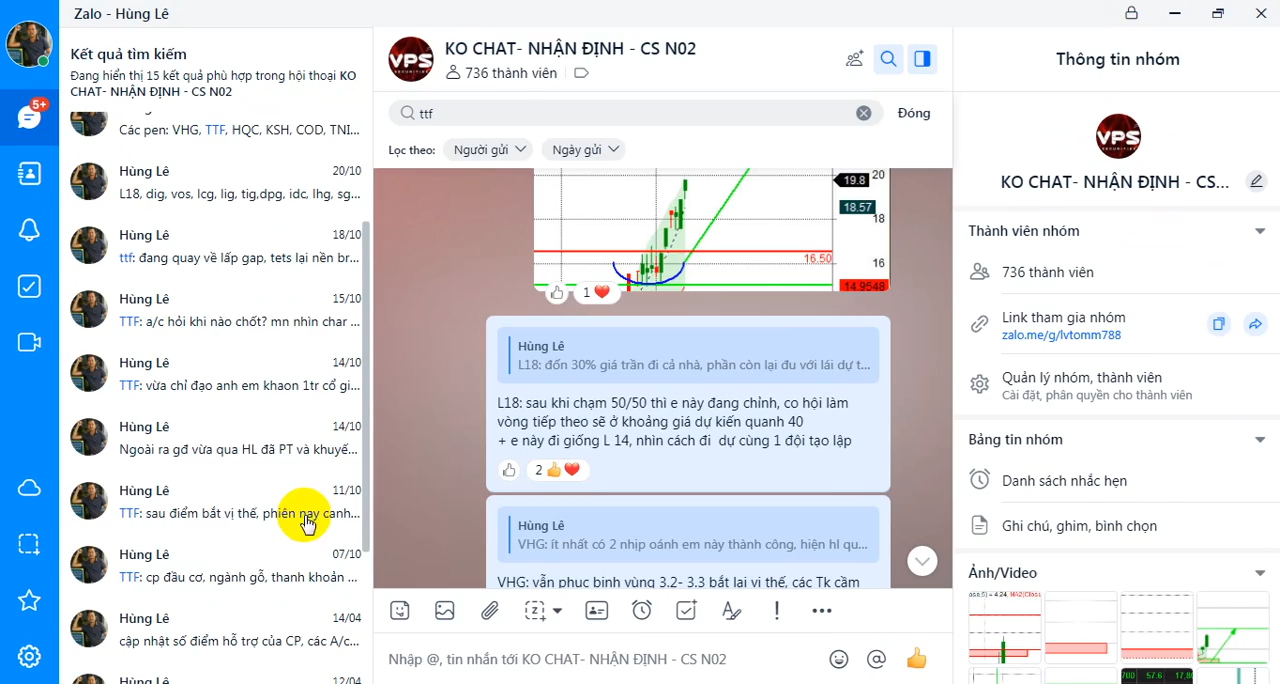 Zalo - Hùng Lê
5+
Kết quả tìm kiếm
Đang hiển thị 15 kết quả phù hợp trong hội thoại KO
CHAT- NHẬN ĐỊNH - CS N02
Các pen: VHG, TTF, HQC, KSH, COD, TNI...
Hùng Lê 20/10
L18, dig, vos, lcg, lig, tig,dpg, idc, lhg, sg...
Hùng Lê 18/10
ttf: đang quay về lấp gap, tets lại nền br...
Hùng Lê 15/10
TTF: a/c hỏi khi nào chốt? mn nhìn char ...
Hùng Lê 14/10
TTF: vừa chỉ đạo anh em khaon 1tr cổ gi...
Hùng Lê 14/10
Ngoài ra gđ vừa qua HL đã PT và khuyế...
Hùng Lê 11/10
TTF: sau điểm bắt vị thế, phiên nay canh...
Hùng Lê 07/10
TTF: cp đầu cơ, ngành gỗ, thanh khoản ...
Hùng Lê 14/04
cập nhật số điểm hỗ trợ của CP, các A/c...
Hùng Lê 12/04
VPS
SECURITIES
KO CHAT- NHẬN ĐỊNH - CS N02
736 thành viên
ttf
Đóng
Lọc theo: Người gửi Ngày gửi
19.8 20
18.57
18
16.50
16
14.9548
1
Hùng Lê
L18: đốn 30% giá trần đi cả nhà, phần còn lại đu với lái dự t...
L18: sau khi chạm 50/50 thì e này đang chỉnh, co hội làm
vòng tiếp theo sẽ ở khoảng giá dự kiến quanh 40
+ e này đi giống L 14, nhìn cách đi dự cùng 1 đội tạo lập
2
Hùng Lê
VHG: ít nhất có 2 nhịp oánh em này thành công, hiện hl qu...
VHG: vẫn phục binh vùng 3.2- 3.3 bắt lại vị thế, các Tk cầm
Nhập @, tin nhắn tới KO CHAT- NHẬN ĐỊNH - CS N02
Thông tin nhóm
VPS
SECURITIES
KO CHAT- NHẬN ĐỊNH - CS...
Thành viên nhóm
736 thành viên
Link tham gia nhóm
zalo.me/g/lvtomm788
Quản lý nhóm, thành viên
Cài đặt, phân quyền cho thành viên
Bảng tin nhóm
Danh sách nhắc hẹn
Ghi chú, ghim, bình chọn
Ảnh/Video
700 57.6